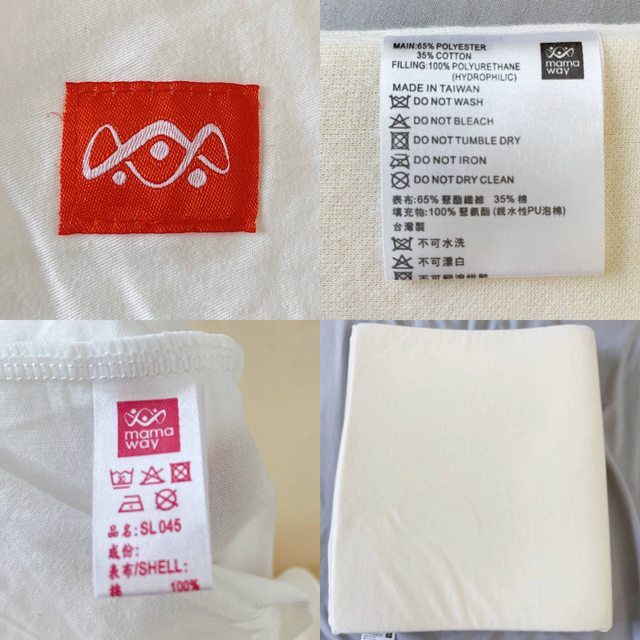 MAIN: 65% POLYESTER
35% COTTON
FILLING: 100% POLYURETHANE
(HYDROPHILIC)
mama
way
MADE IN TAIWAN
DO NOT WASH
DO NOT BLEACH
DO NOT TUMBLE DRY
DO NOT IRON
DO NOT DRY CLEAN
表布: 65% 聚酯纖維 35% 棉
填充物: 100% 聚氨酯 (親水性PU泡棉)
台灣製
不可水洗
不可漂白
mama
way
品名: SL 045
成份:
表布/SHELL:
棉 100%